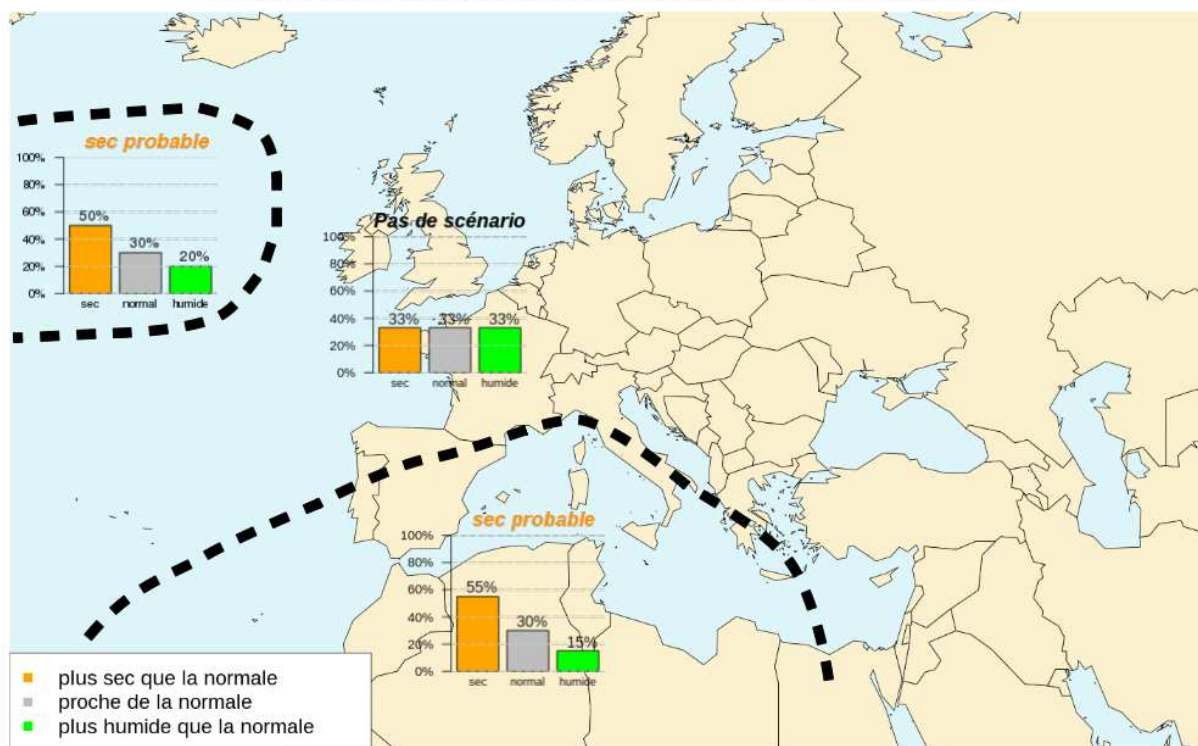 sec probable
100%
80%
60%
50%
40%
30%
20%
20%
0%
sec normal humide
Pas de scénario
100%
80%
60%
40%
33% 33% 33%
20%
0%
sec normal humide
sec probable
100%
80%
60%
55%
40%
30%
20%
15%
0%
sec normal humide
plus sec que la normale
proche de la normale
plus humide que la normale